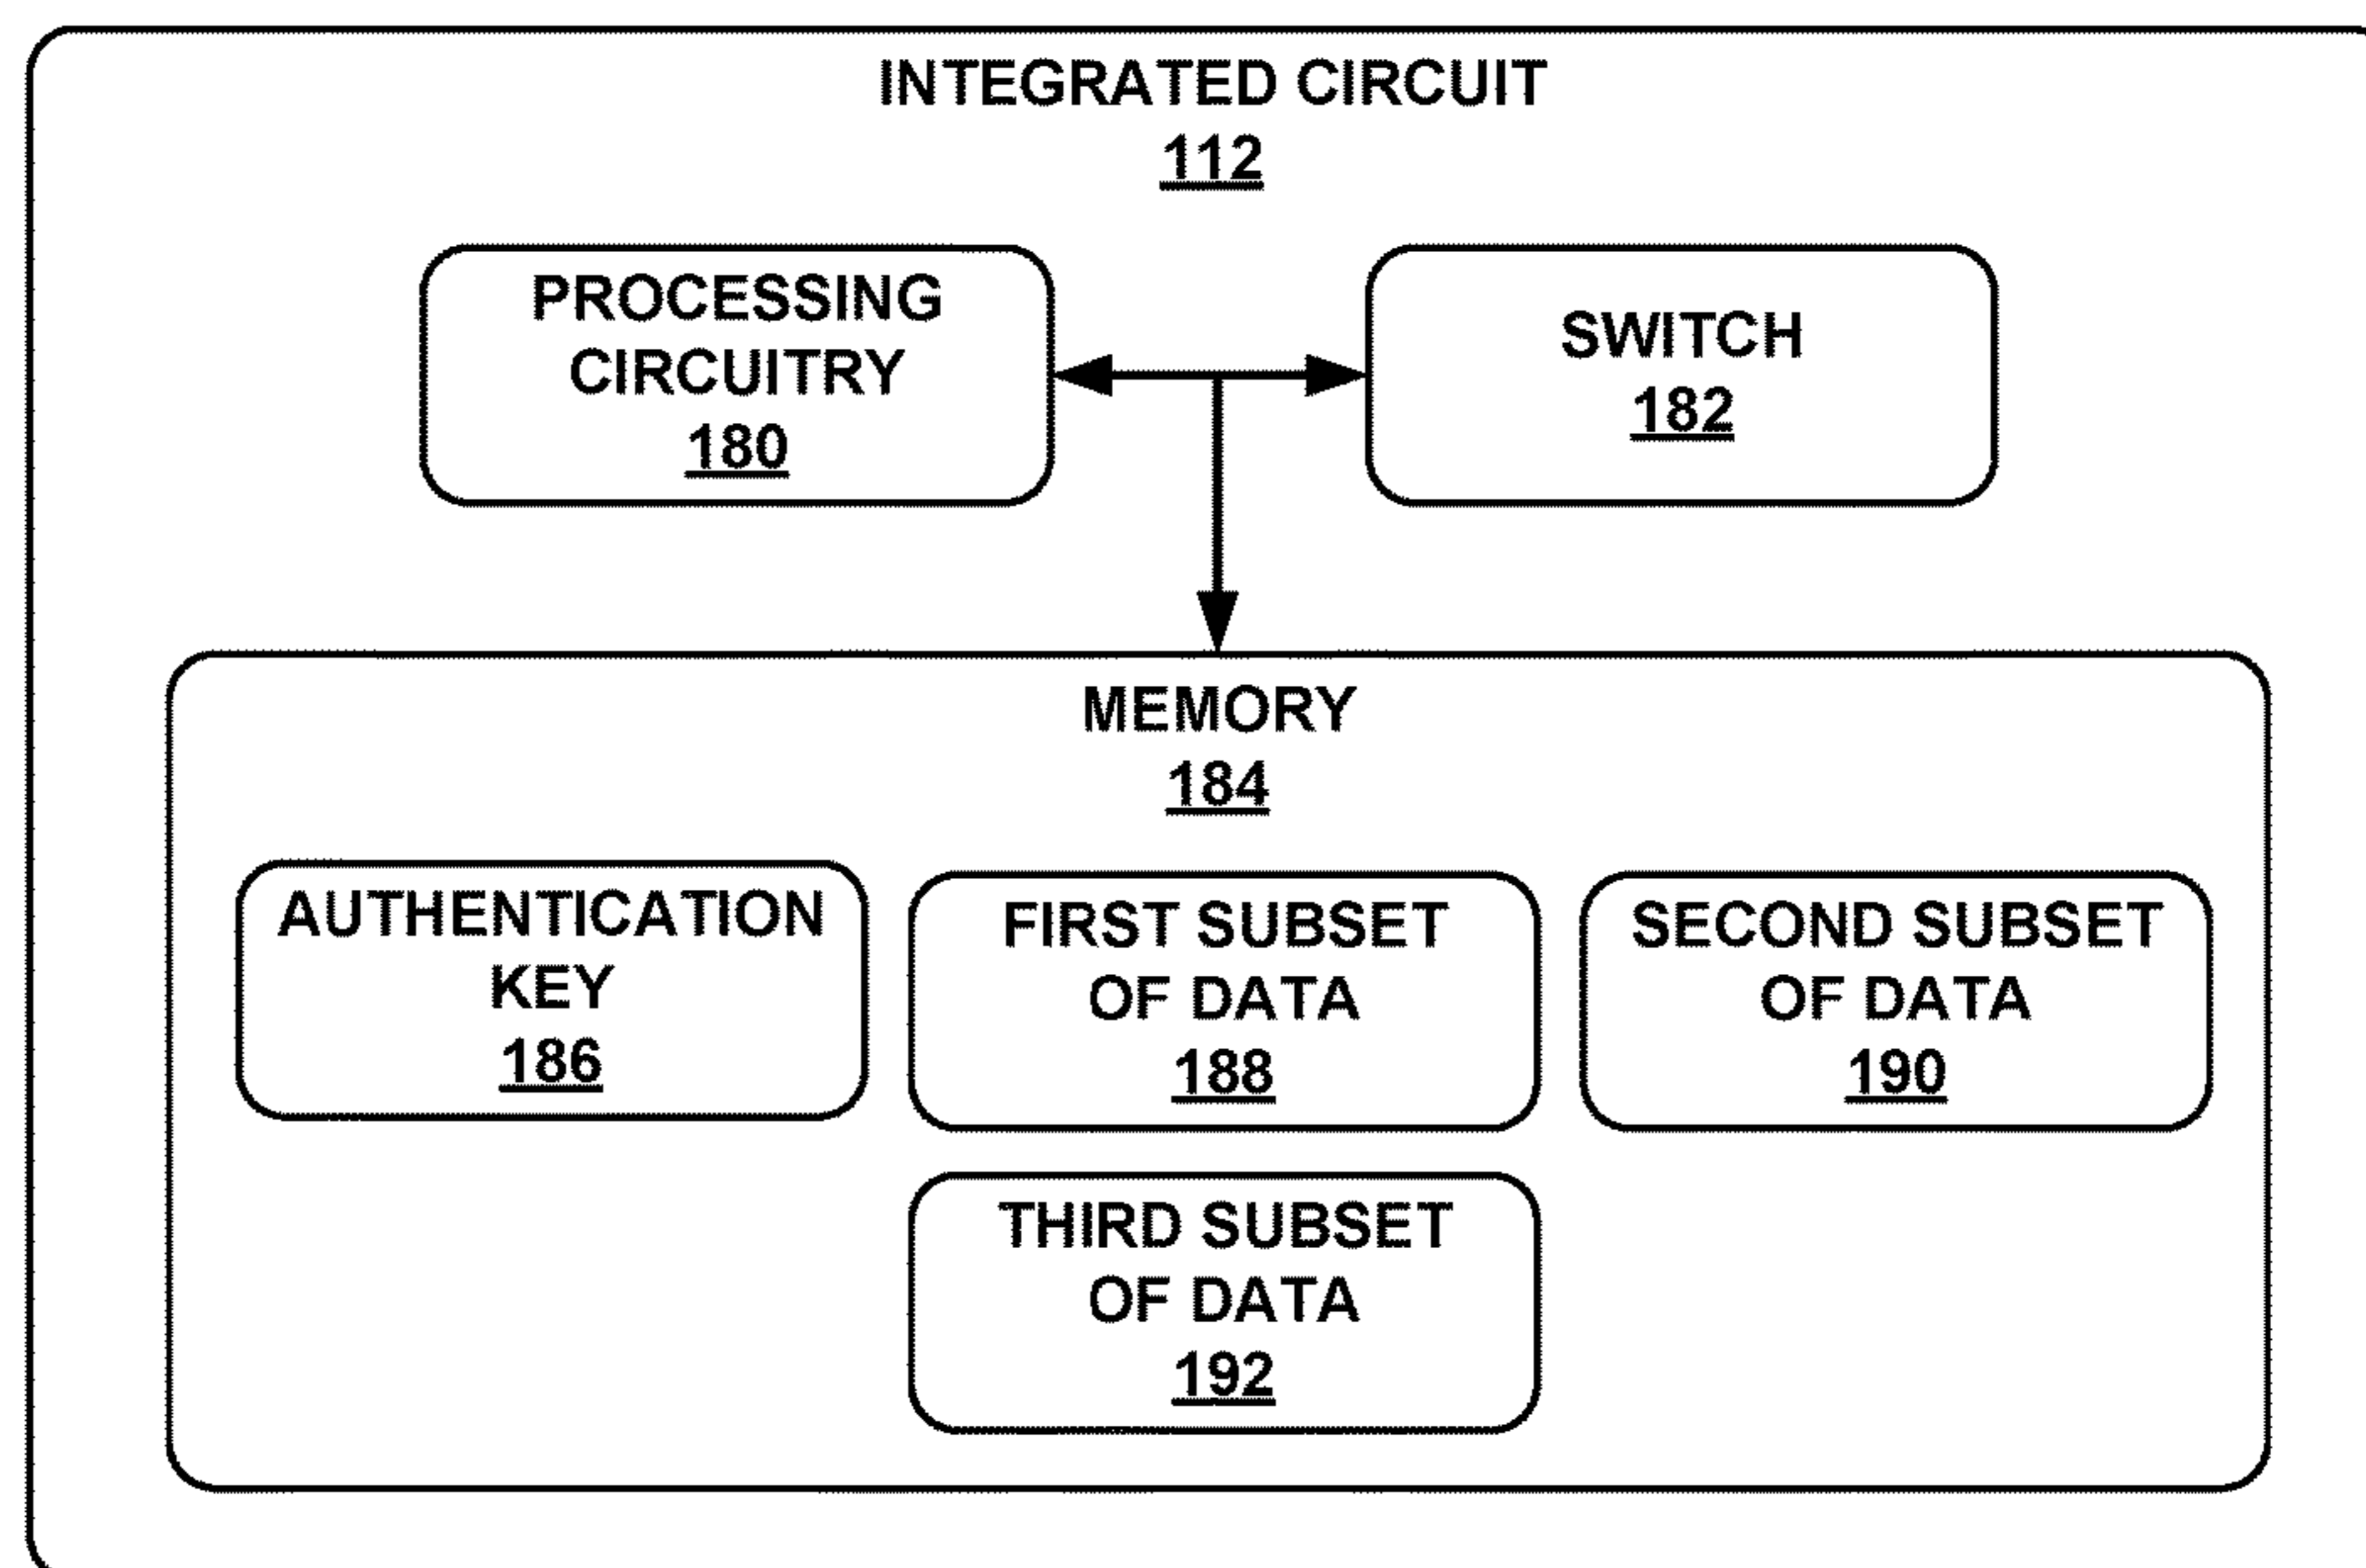 INTEGRATED CIRCUIT
112
PROCESSING
CIRCUITRY
180
SWITCH
182
MEMORY
184
AUTHENTICATION
KEY
186
FIRST SUBSET
OF DATA
188
SECOND SUBSET
OF DATA
190
THIRD SUBSET
OF DATA
192